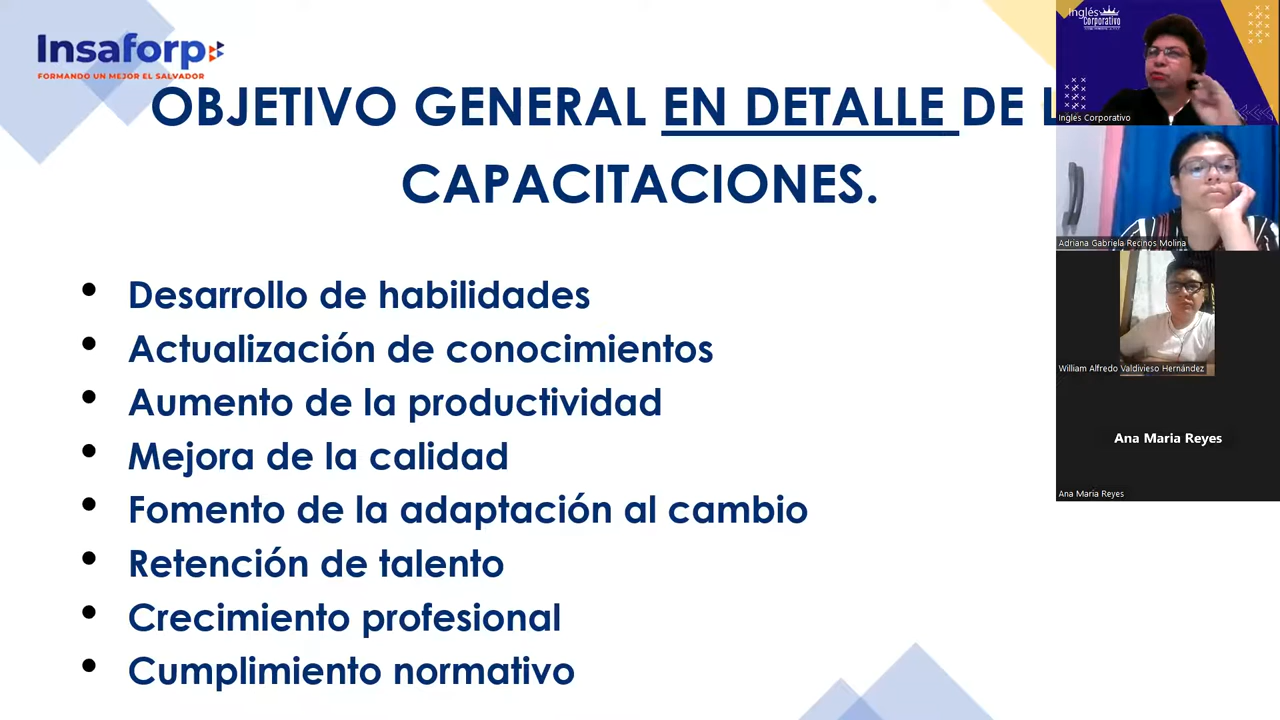 Insaforp
FORMANDO UN MEJOR EL SALVADOR
OBJETIVO GENERAL EN DETALLE DE
CAPACITACIONES.
• Desarrollo de habilidades
• Actualización de conocimientos
• Aumento de la productividad
• Mejora de la calidad
• Fomento de la adaptación al cambio
• Retención de talento
• Crecimiento profesional
• Cumplimiento normativo
Inglés
Corporativo
Inglés Corporativo
Adriana Gabriela Recinos Molina
William Alfredo Valdivieso Hernández
Ana Maria Reyes
Ana Maria Reyes